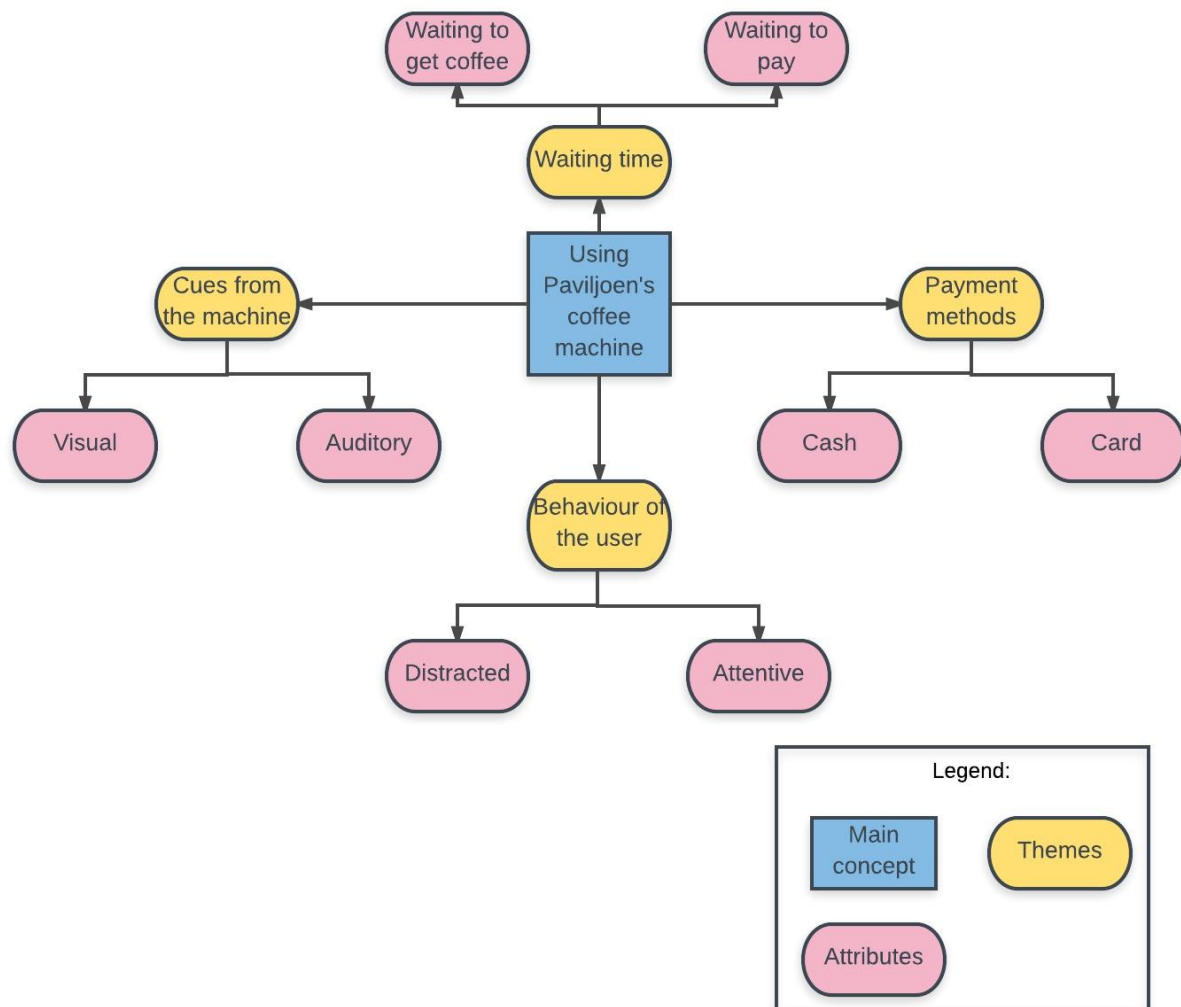 Waiting to
get coffee
Waiting to
pay
Waiting time
Using
Paviljoen's
coffee
machine
Cues from
the machine
Payment
methods
Visual
Auditory
Cash
Card
Behaviour of
the user
Distracted
Attentive
Legend:
Main
concept
Themes
Attributes